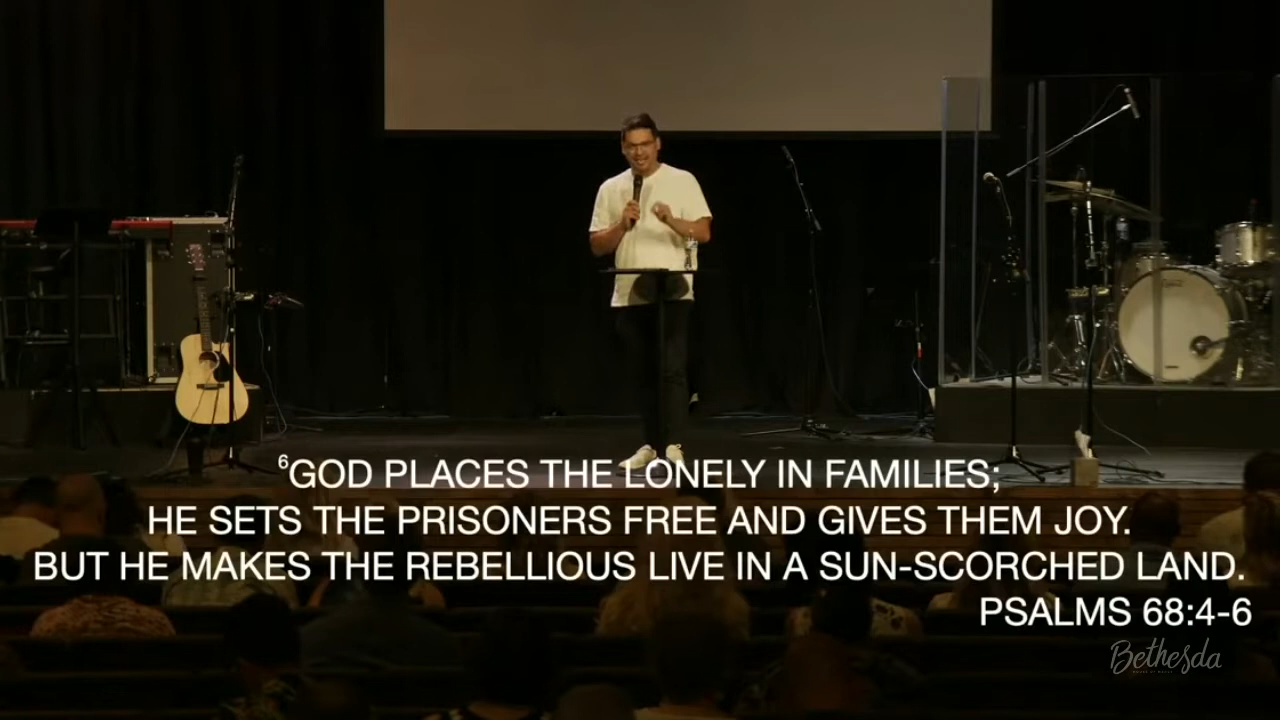 ⁶GOD PLACES THE LONELY IN FAMILIES;
HE SETS THE PRISONERS FREE AND GIVES THEM JOY.
BUT HE MAKES THE REBELLIOUS LIVE IN A SUN-SCORCHED LAND.
PSALMS 68:4-6
Bethesda